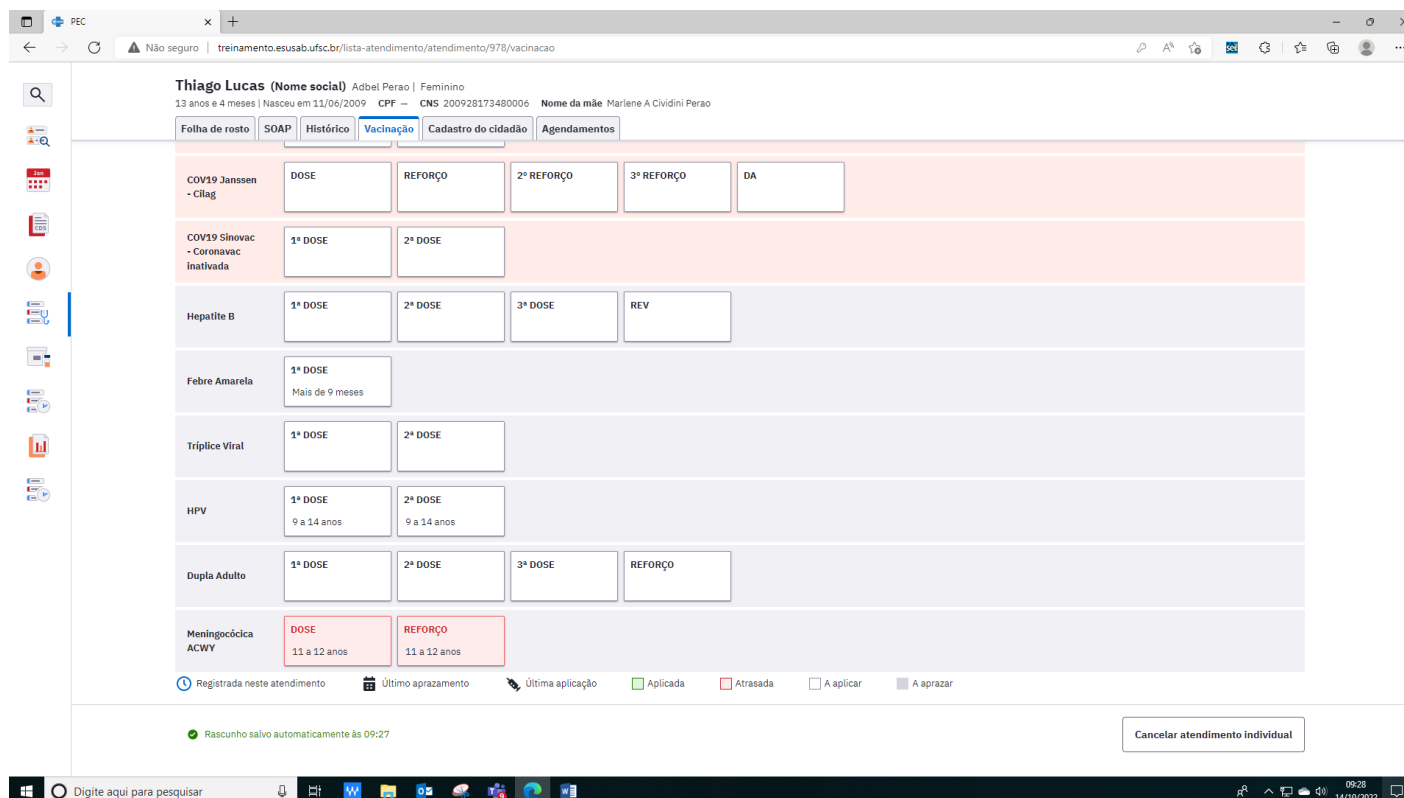 PEC
Não seguro | treinamento.esusab.ufsc.br/lista-atendimento/atendimento/978/vacinacao
sei
Thiago Lucas (Nome social) Adbel Perao | Feminino
13 anos e 4 meses | Nasceu em 11/06/2009 CPF — CNS 200928173480006 Nome da mãe Marlene A Cividini Perao
Folha de rosto SOAP Histórico Vacinação Cadastro do cidadão Agendamentos
Jan
CDS
COV19 Janssen
- Cilag
DOSE REFORÇO 2º REFORÇO 3º REFORÇO DA
COV19 Sinovac
- Coronavac
inativada
1ª DOSE 2ª DOSE
Hepatite B
1ª DOSE 2ª DOSE 3ª DOSE REV
Febre Amarela
1ª DOSE
Mais de 9 meses
Tríplice Viral
1ª DOSE 2ª DOSE
HPV
1ª DOSE 2ª DOSE
9 a 14 anos 9 a 14 anos
Dupla Adulto
1ª DOSE 2ª DOSE 3ª DOSE REFORÇO
Meningocócica
ACWY
DOSE REFORÇO
11 a 12 anos 11 a 12 anos
Registrada neste atendimento Último aprazamento Última aplicação Aplicada Atrasada A aplicar A aprazar
Rascunho salvo automaticamente às 09:27
Cancelar atendimento individual
Digite aqui para pesquisar
09:28
14/10/2022